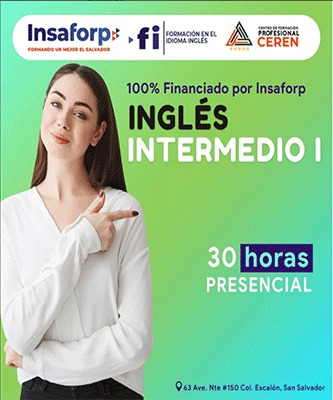 Insaforp
FORMANDO UN MEJOR EL SALVADOR
fi
FORMACIÓN EN EL
IDIOMA INGLÉS
CENTRO DE FORMACIÓN
PROFESIONAL
CEREN
100% Financiado por Insaforp
INGLÉS
INTERMEDIO I
30 horas
PRESENCIAL
63 Ave. Nte #150 Col. Escalón, San Salvador